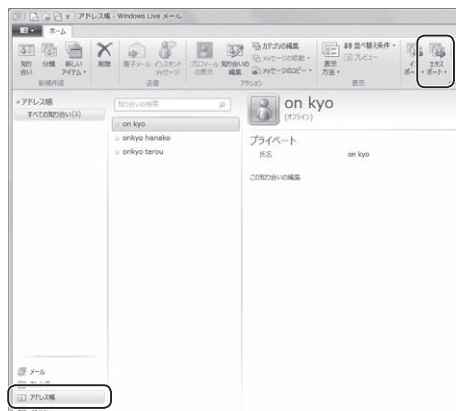 アドレス帳 - Windows Live メール
ホーム
知り合い
分類
新しいアイテム
削除
電子メール
インスタントメッセージ
プロフィールの表示
知り合いの編集
カテゴリの編集
メッセージの移動
メッセージのコピー
表示方法
並べ替え条件
プレビュー
インポート
エクスポート
新規作成
送信
アクション
表示
アドレス帳
すべての知り合い(3)
知り合いの検索
on kyo
onkyo hanako
onkyo tarou
on kyo
(オフライン)
プライベート
氏名
on kyo
この知り合いの編集
メール
アドレス帳